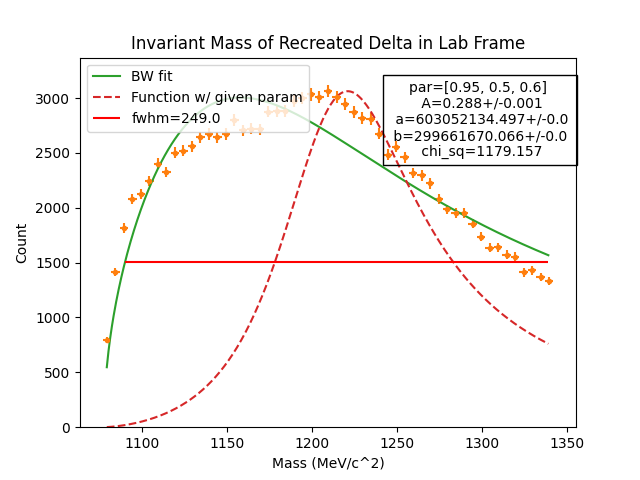 Invariant Mass of Recreated Delta in Lab Frame
BW fit
Function w/ given param
fwhm=249.0
par=[0.95, 0.5, 0.6]
A=0.288+/-0.001
a=603052134.497+/-0.0
b=299661670.066+/-0.0
chi_sq=1179.157
Count
3000
2500
2000
1500
1000
500
0
1100
1150
1200
1250
1300
1350
Mass (MeV/c^2)